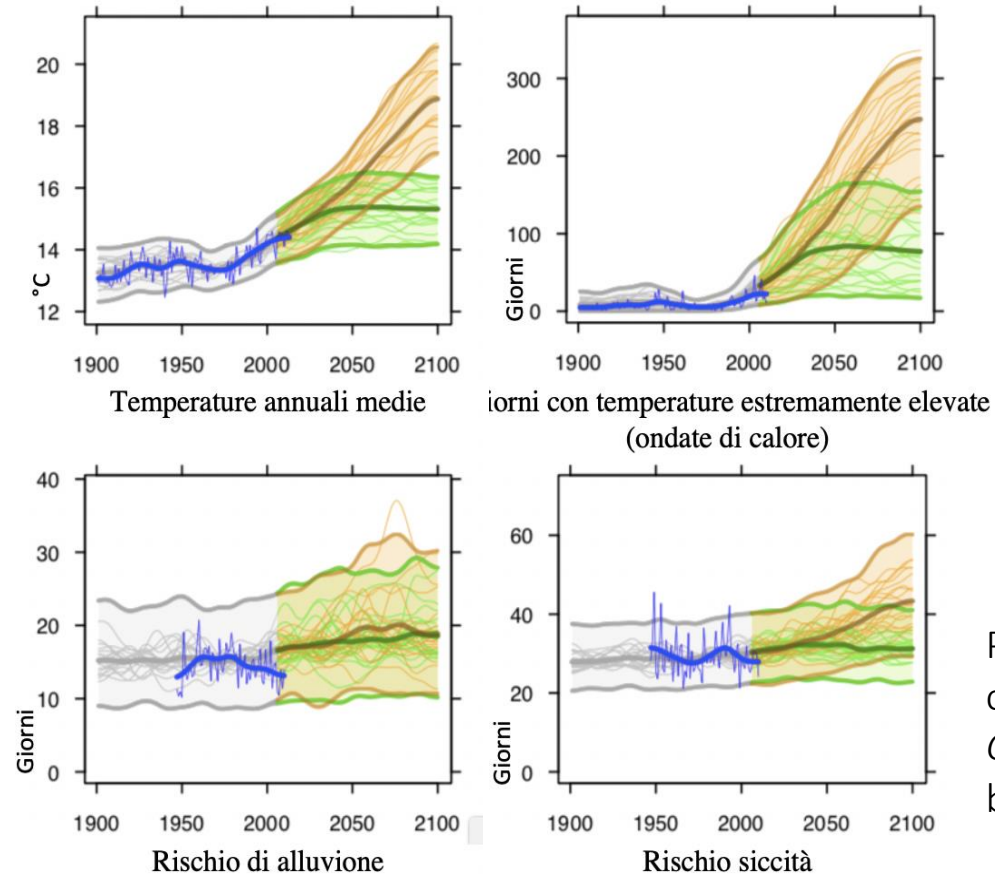 20
18
16
14
12
°C
1900 1950 2000 2050 2100
Temperature annuali medie
300
200
100
0
Giorni
1900 1950 2000 2050 2100
iorni con temperature estremamente elevate
(ondate di calore)
40
30
20
10
0
Giorni
1900 1950 2000 2050 2100
Rischio di alluvione
60
40
20
0
Giorni
1900 1950 2000 2050 2100
Rischio siccità